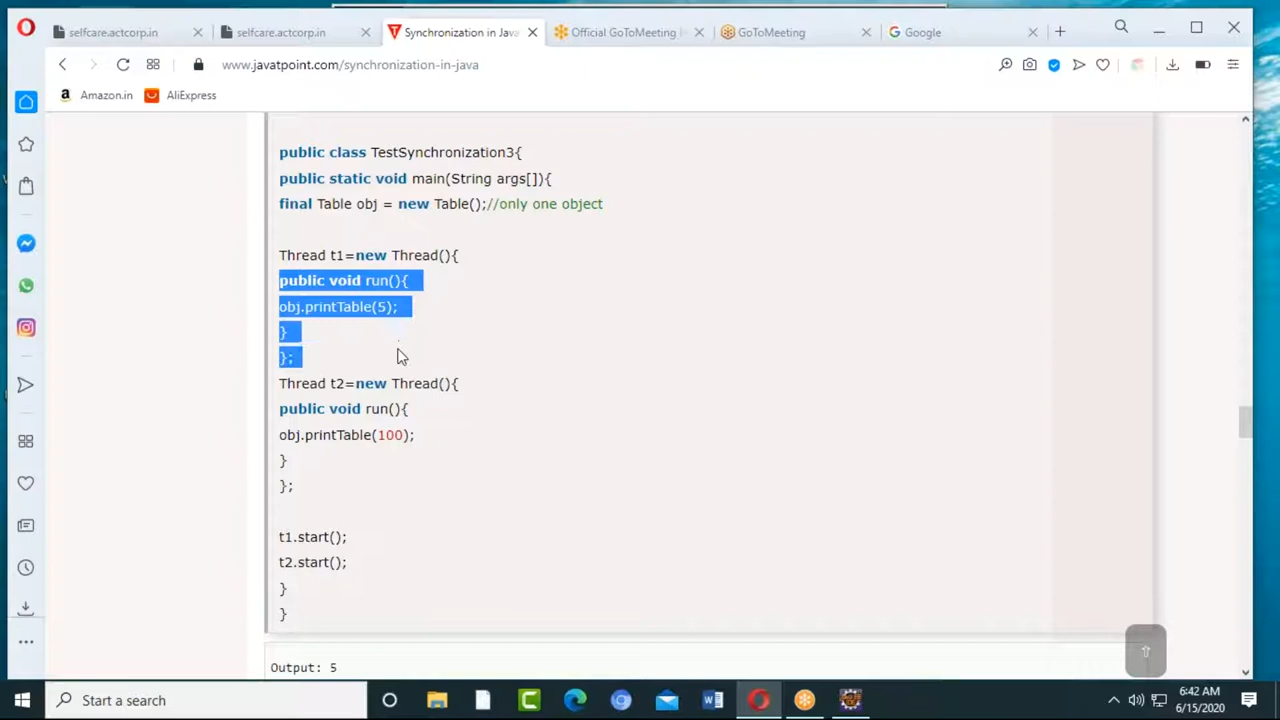 selfcare.actcorp.in
selfcare.actcorp.in
Synchronization in Java
Official GoToMeeting
GoToMeeting
Google
www.javatpoint.com/synchronization-in-java
Amazon.in
AliExpress
public class TestSynchronization3{
public static void main(String args[]){
final Table obj = new Table();//only one object
Thread t1=new Thread(){
public void run(){
obj.printTable(5);
}
};
Thread t2=new Thread(){
public void run(){
obj.printTable(100);
}
};
t1.start();
t2.start();
}
}
Output: 5
Start a search
6:42 AM
6/15/2020